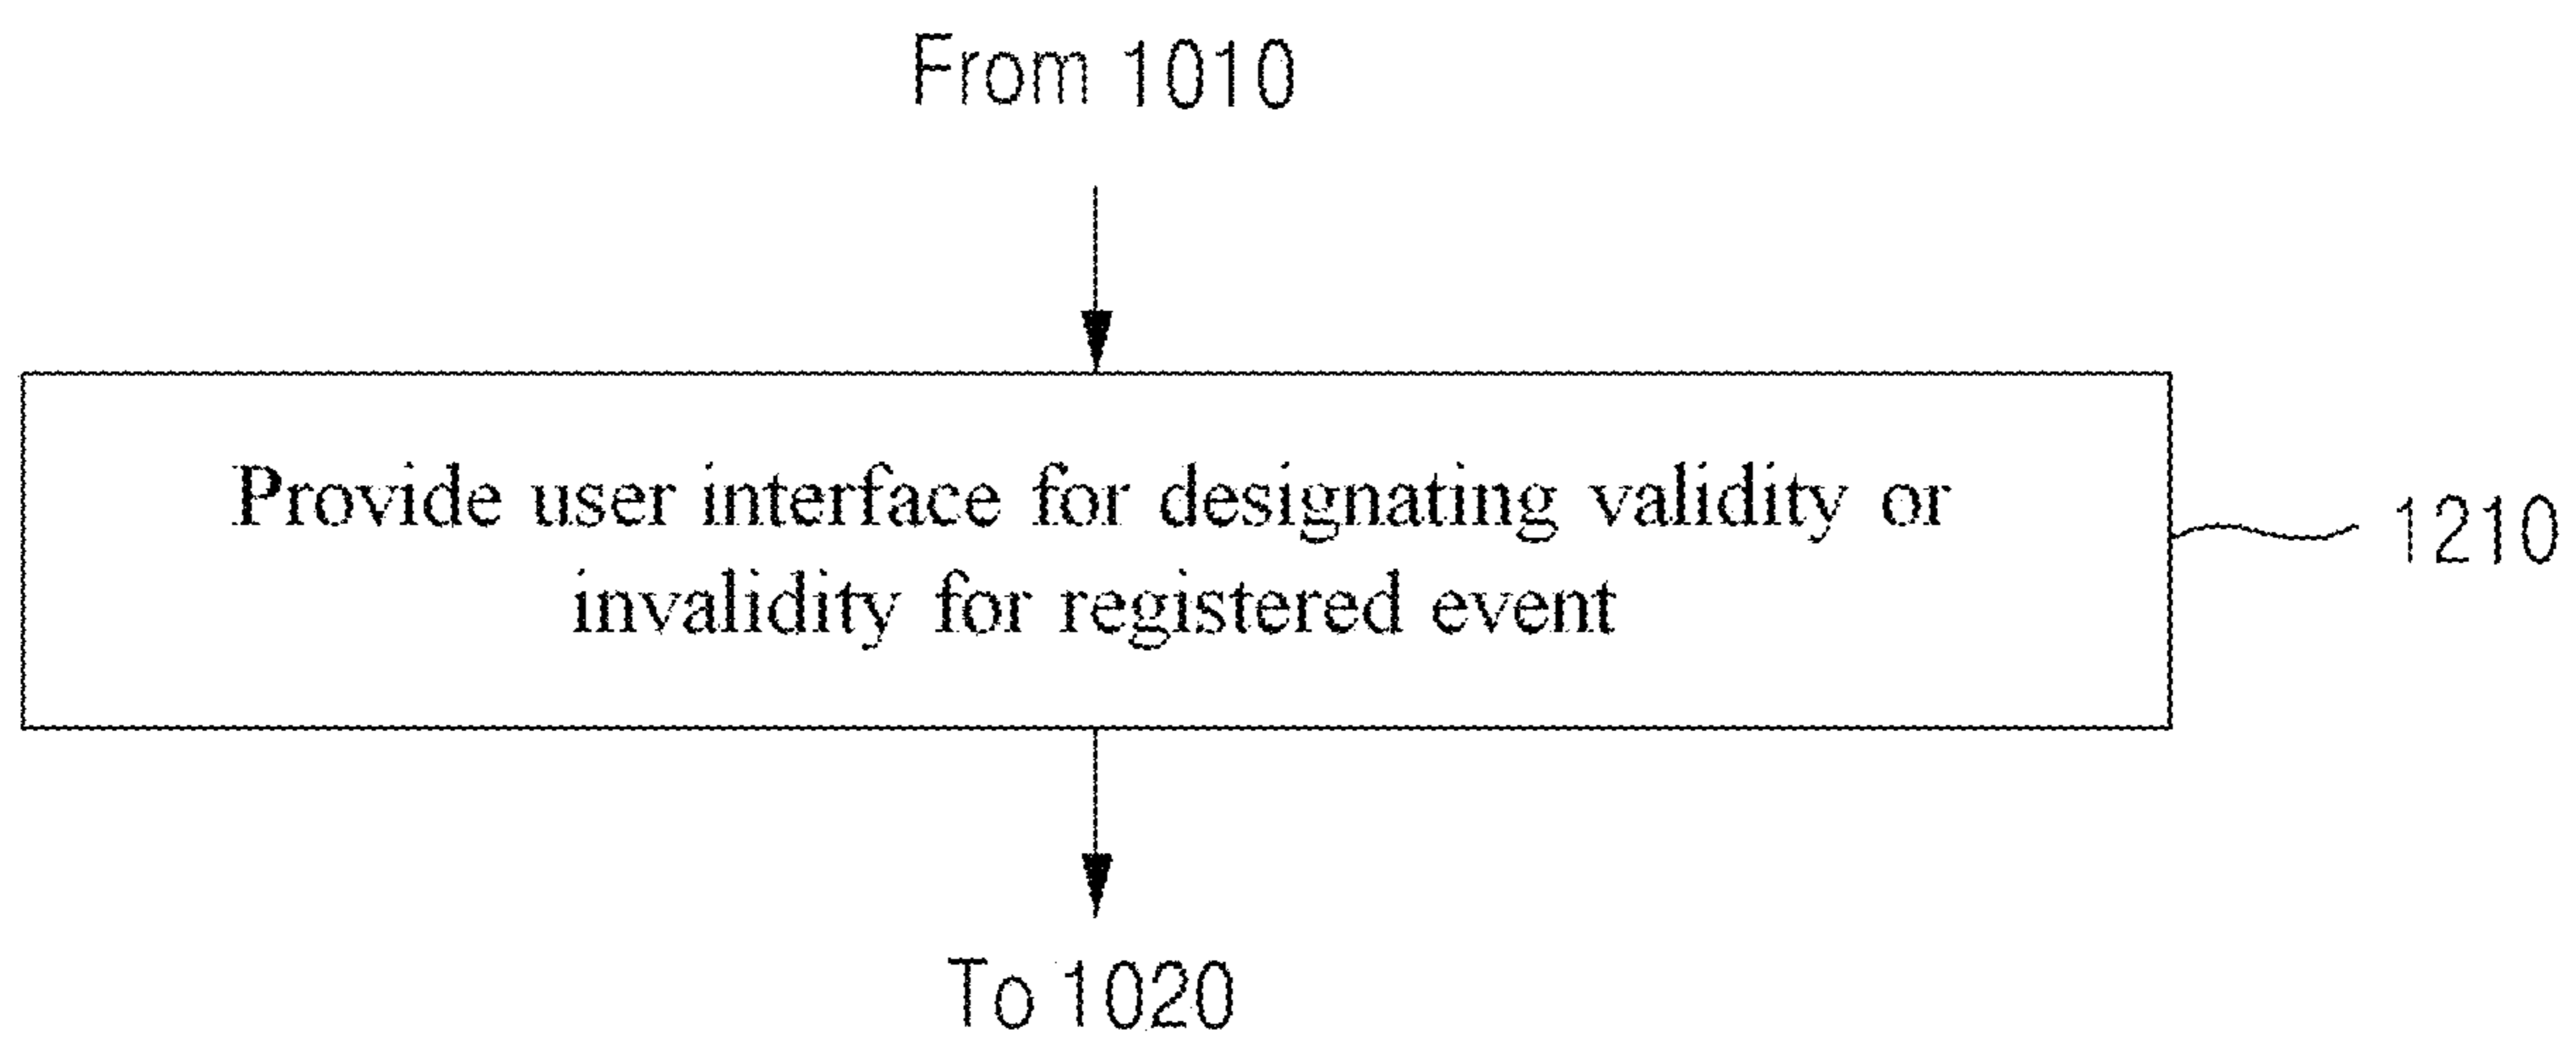 From 1010
Provide user interface for designating validity or
invalidity for registered event
1210
To 1020